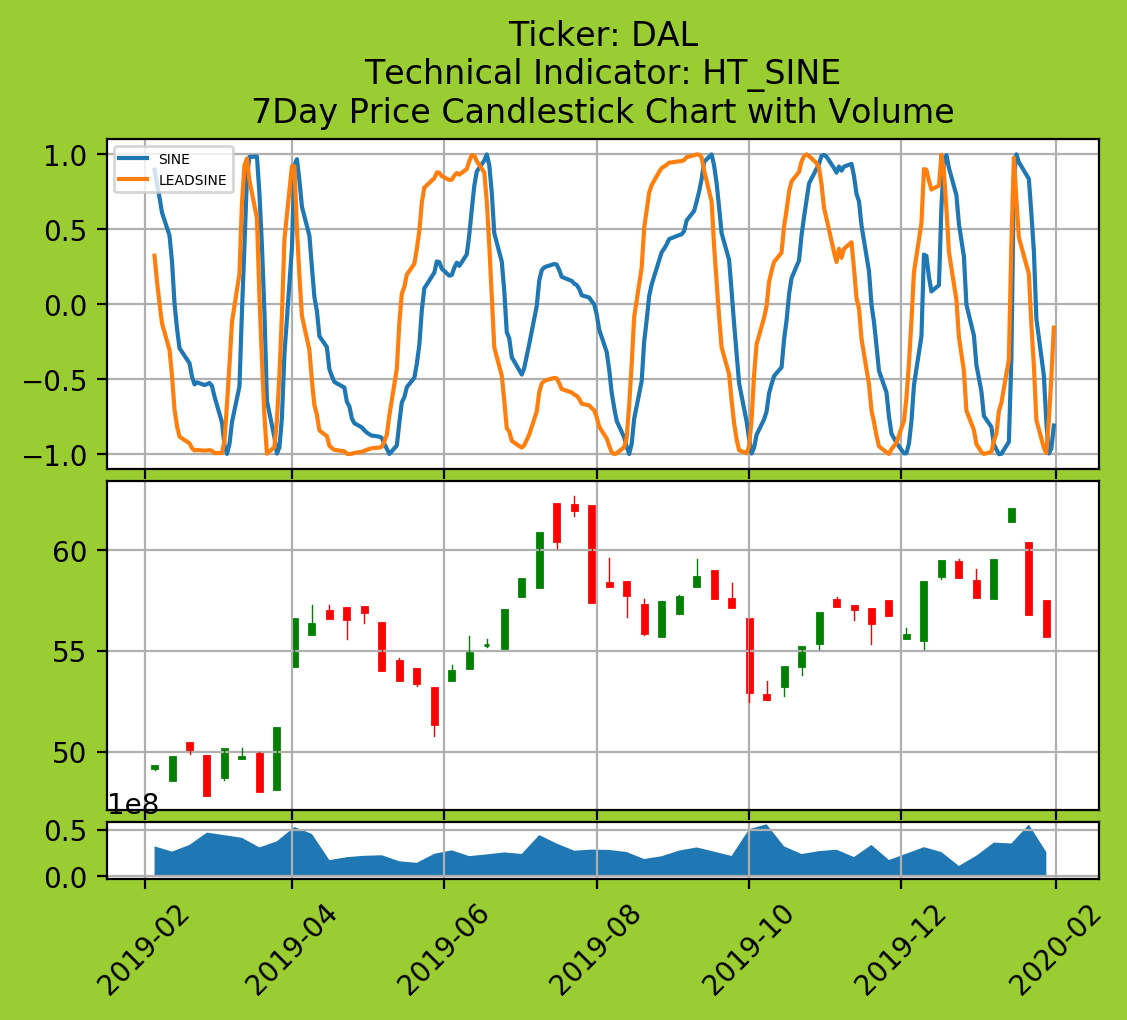 Ticker: DAL
Technical Indicator: HT_SINE
7Day Price Candlestick Chart with Volume
1.0
0.5
0.0
−0.5
−1.0
SINE
LEADSINE
60
55
50
1e8
0.5
0.0
2019-02
2019-04
2019-06
2019-08
2019-10
2019-12
2020-02